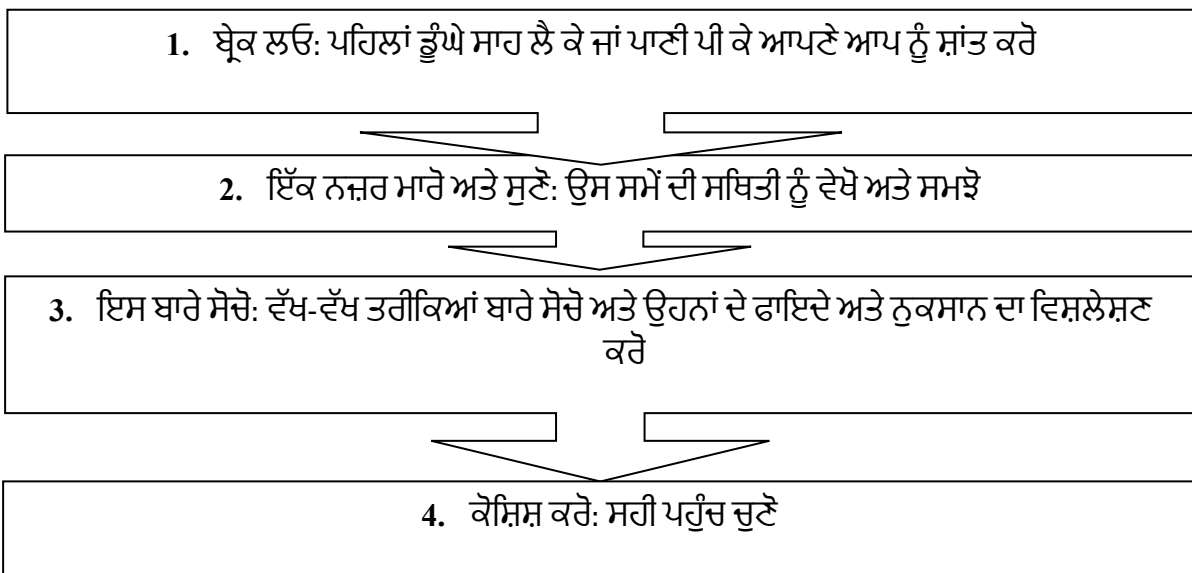 1. ਬ੍ਰੇਕ ਲਓ: ਪਹਿਲਾਂ ਡੂੰਘੇ ਸਾਹ ਲੈ ਕੇ ਜਾਂ ਪਾਣੀ ਪੀ ਕੇ ਆਪਣੇ ਆਪ ਨੂੰ ਸ਼ਾਂਤ ਕਰੋ
2. ਇੱਕ ਨਜ਼ਰ ਮਾਰੋ ਅਤੇ ਸੁਣੋ: ਉਸ ਸਮੇਂ ਦੀ ਸਥਿਤੀ ਨੂੰ ਵੇਖੋ ਅਤੇ ਸਮਝੋ
3. ਇਸ ਬਾਰੇ ਸੋਚੋ: ਵੱਖ-ਵੱਖ ਤਰੀਕਿਆਂ ਬਾਰੇ ਸੋਚੋ ਅਤੇ ਉਹਨਾਂ ਦੇ ਫਾਇਦੇ ਅਤੇ ਨੁਕਸਾਨ ਦਾ ਵਿਸ਼ਲੇਸ਼ਣ
ਕਰੋ
4. ਕੋਸ਼ਿਸ਼ ਕਰੋ: ਸਹੀ ਪਹੁੰਚ ਚੁਣੋ